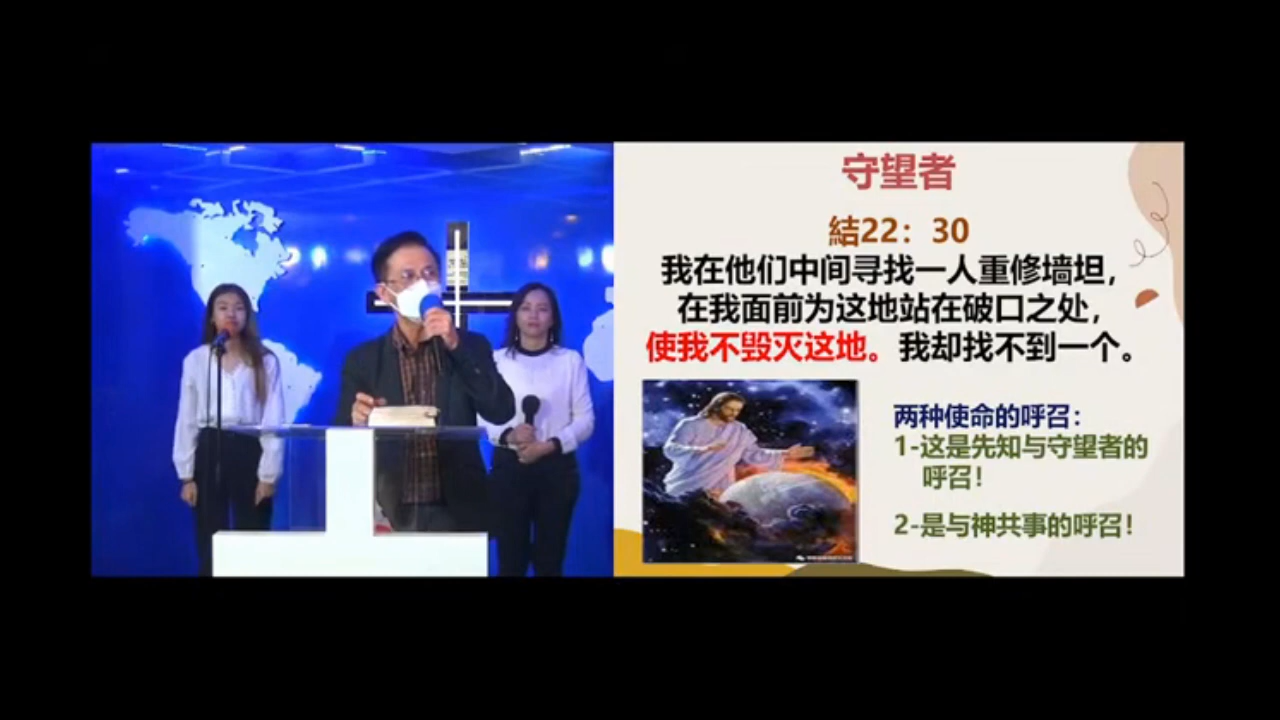 守望者
結22：30
我在他们中间寻找一人重修墙坦，
在我面前为这地站在破口之处，
使我不毁灭这地。我却找不到一个。
两种使命的呼召：
1-这是先知与守望者的
呼召！
2-是与神共事的呼召！